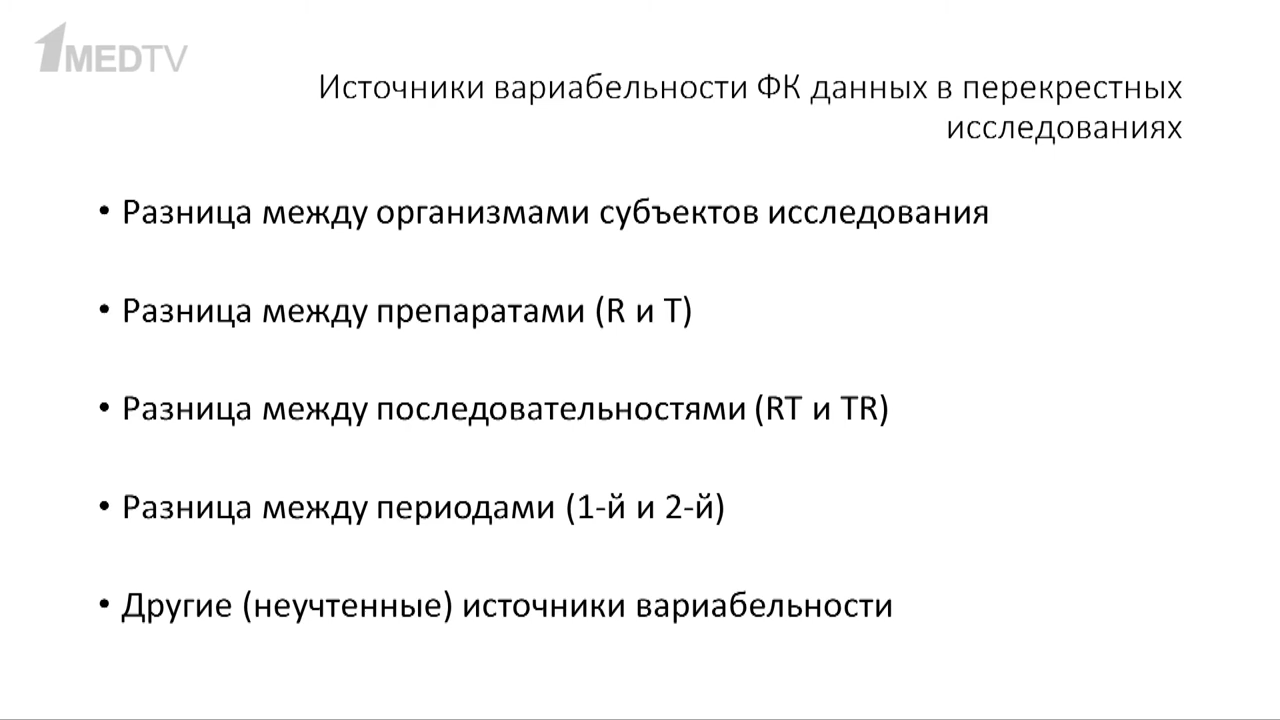 1MEDTV
Источники вариабельности ФК данных в перекрестных
исследованиях
• Разница между организмами субъектов исследования
• Разница между препаратами (R и T)
• Разница между последовательностями (RT и TR)
• Разница между периодами (1-й и 2-й)
• Другие (неучтенные) источники вариабельности